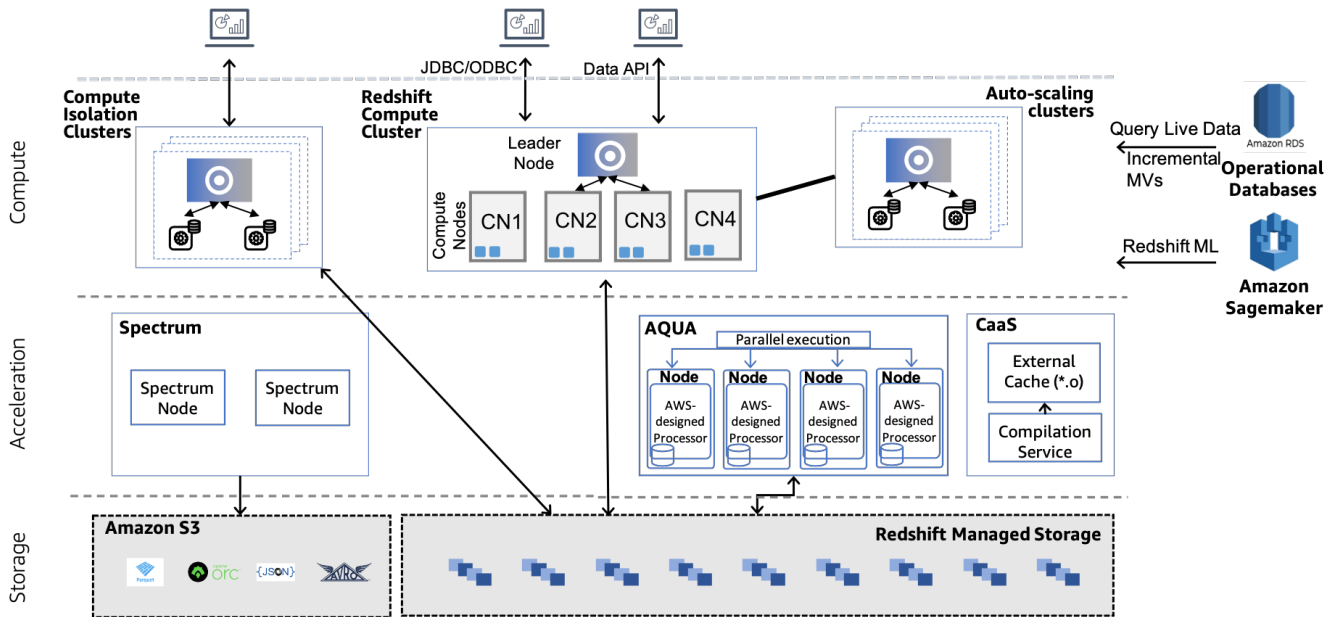 JDBC/ODBC
Data API
Compute
Isolation
Clusters
Redshift
Compute
Cluster
Auto-scaling
clusters
Compute
Leader
Node
Compute
Nodes
CN1
CN2
CN3
CN4
Query Live Data
Incremental
MVs
Amazon RDS
Operational
Databases
Redshift ML
Amazon
Sagemaker
Acceleration
Spectrum
Spectrum
Node
Spectrum
Node
AQUA
Parallel execution
Node
AWS-
designed
Processor
Node
AWS-
designed
Processor
Node
AWS-
designed
Processor
Node
AWS-
designed
Processor
CaaS
External
Cache (*.o)
Compilation
Service
Storage
Amazon S3
Parquet
orc
{JSON}
AVRO
Redshift Managed Storage